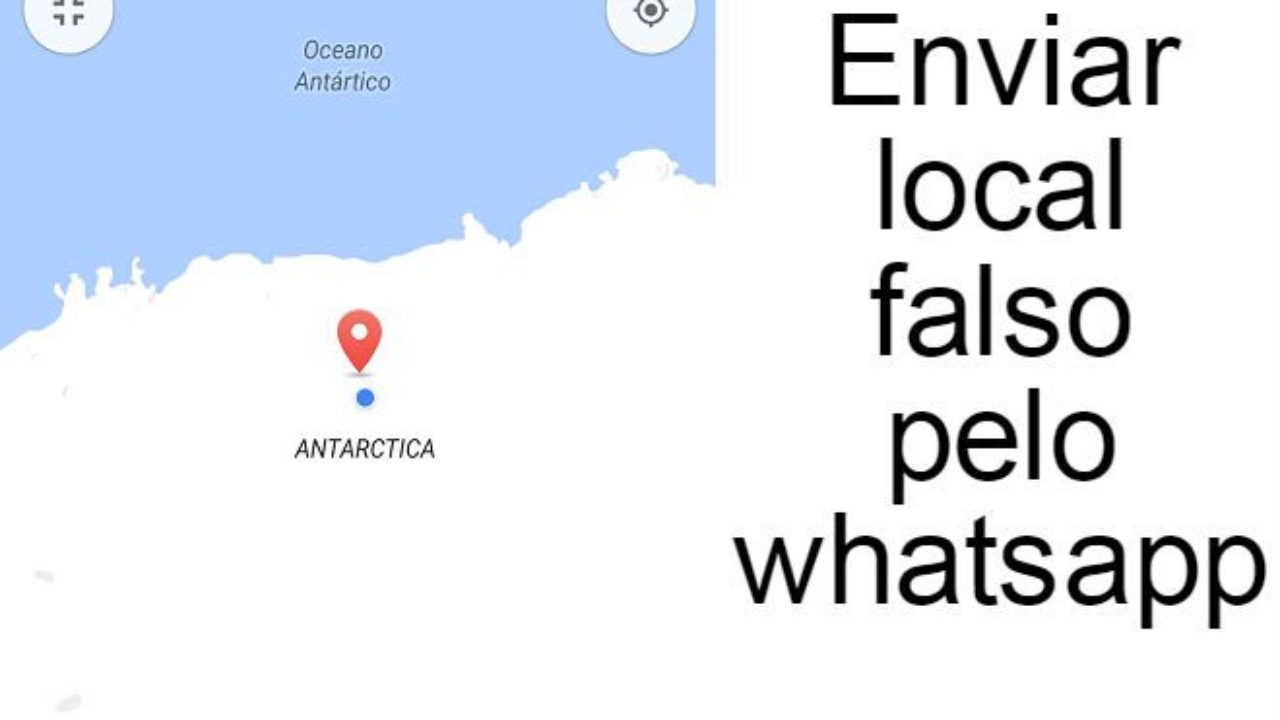 Oceano
Antártico
ANTARCTICA
Enviar
local
falso
pelo
whatsapp